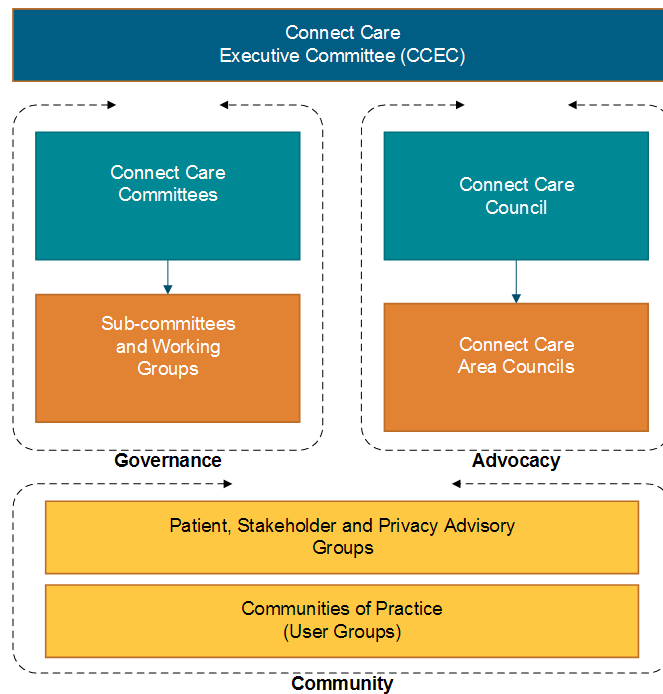 Connect Care
Executive Committee (CCEC)
Connect Care
Committees
Sub-committees
and Working
Groups
Governance
Connect Care
Council
Connect Care
Area Councils
Advocacy
Patient, Stakeholder and Privacy Advisory
Groups
Communities of Practice
(User Groups)
Community